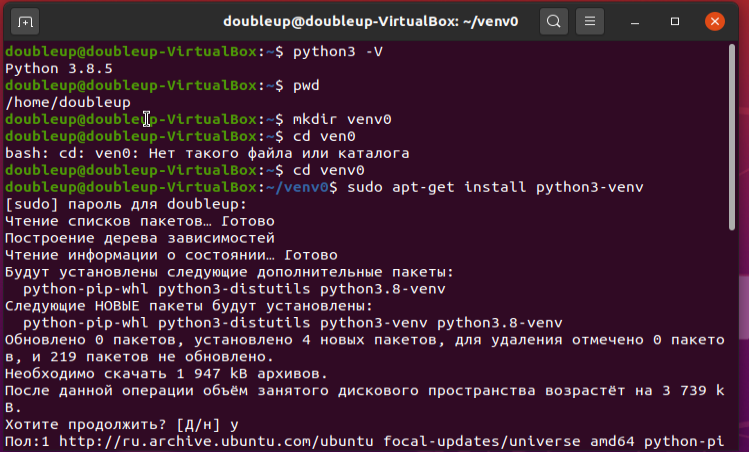 doubleup@doubleup-VirtualBox: ~/venv0
doubleup@doubleup-VirtualBox:~$ python3 -V
Python 3.8.5
doubleup@doubleup-VirtualBox:~$ pwd
/home/doubleup
doubleup@doubleup-VirtualBox:~$ mkdir venv0
doubleup@doubleup-VirtualBox:~$ cd ven0
bash: cd: ven0: Нет такого файла или каталога
doubleup@doubleup-VirtualBox:~$ cd venv0
doubleup@doubleup-VirtualBox:~/venv0$ sudo apt-get install python3-venv
[sudo] пароль для doubleup:
Чтение списков пакетов… Готово
Построение дерева зависимостей
Чтение информации о состоянии… Готово
Будут установлены следующие дополнительные пакеты:
python-pip-whl python3-distutils python3.8-venv
Следующие НОВЫЕ пакеты будут установлены:
python-pip-whl python3-distutils python3-venv python3.8-venv
Обновлено 0 пакетов, установлено 4 новых пакетов, для удаления отмечено 0 пакето
в, и 219 пакетов не обновлено.
Необходимо скачать 1 947 kB архивов.
После данной операции объём занятого дискового пространства возрастёт на 3 739 k
B.
Хотите продолжить? [Д/н] y
Пол:1 http://ru.archive.ubuntu.com/ubuntu focal-updates/universe amd64 python-pi